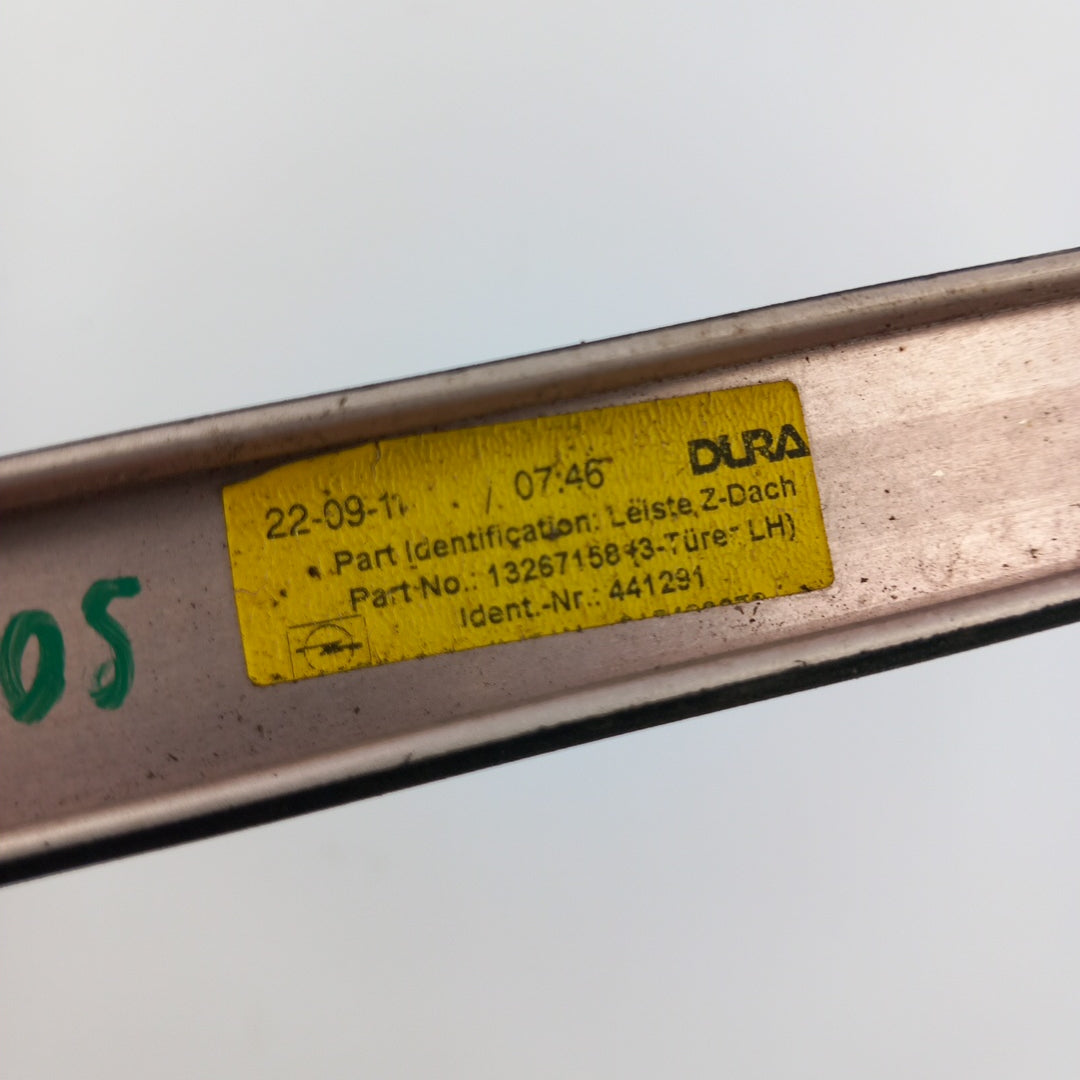 DURA
22-09-11 / 07:46
Part Identification: Leiste, Z-Dach
Part No.: 13267158 (3-Türer LH)
Ident.-Nr.: 441291
05